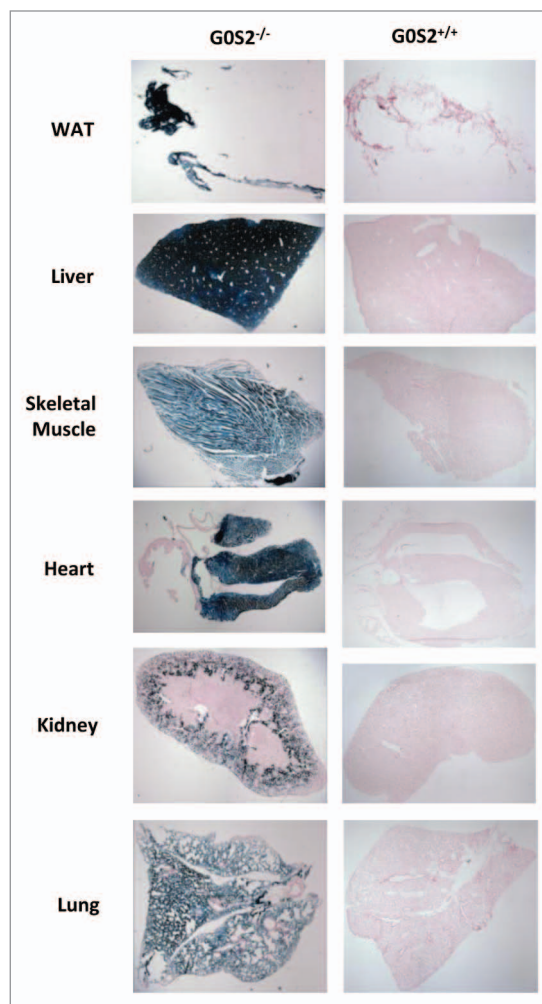 G0S2-/-
G0S2+/+
WAT
Liver
Skeletal
Muscle
Heart
Kidney
Lung